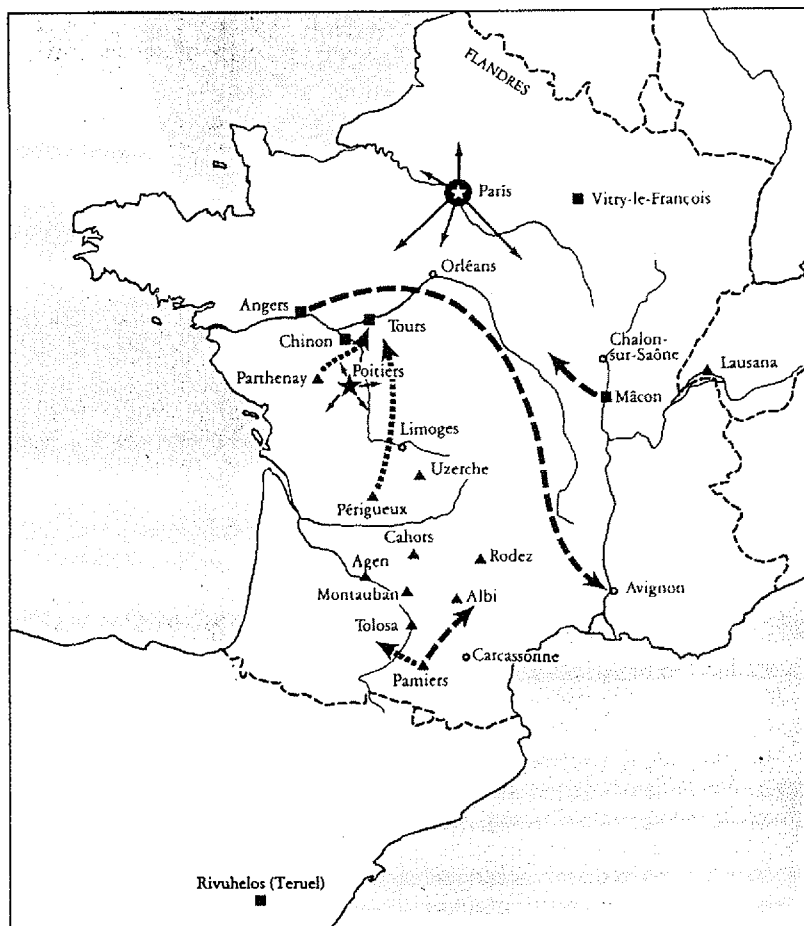 FLANDRES
París
Vitry-le-François
Orléans
Angers
Tours
Chinon
Chalon-
sur-Saône
Lausana
Parthenay
Poitiers
Mâcon
Limoges
Uzerche
Périgueux
Cahors
Rodez
Agen
Montauban
Albi
Avignon
Tolosa
Carcassonne
Pamiers
Rivuhelos (Teruel)